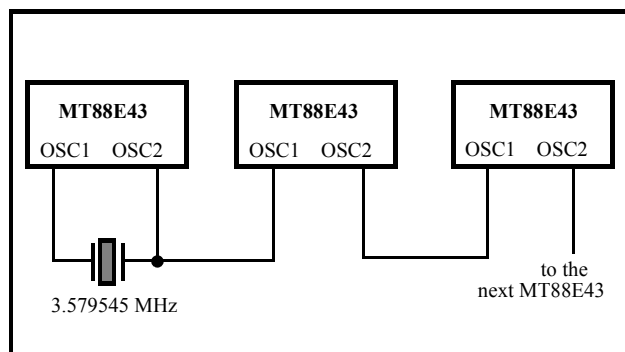 MT88E43
OSC1 OSC2
MT88E43
OSC1 OSC2
MT88E43
OSC1 OSC2
3.579545 MHz
to the
next MT88E43